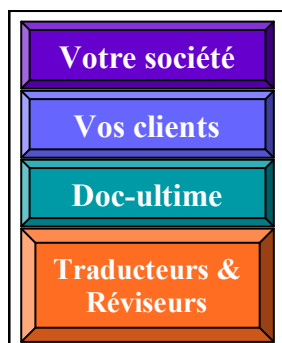 Votre société
Vos clients
Doc-ultime
Traducteurs &
Réviseurs